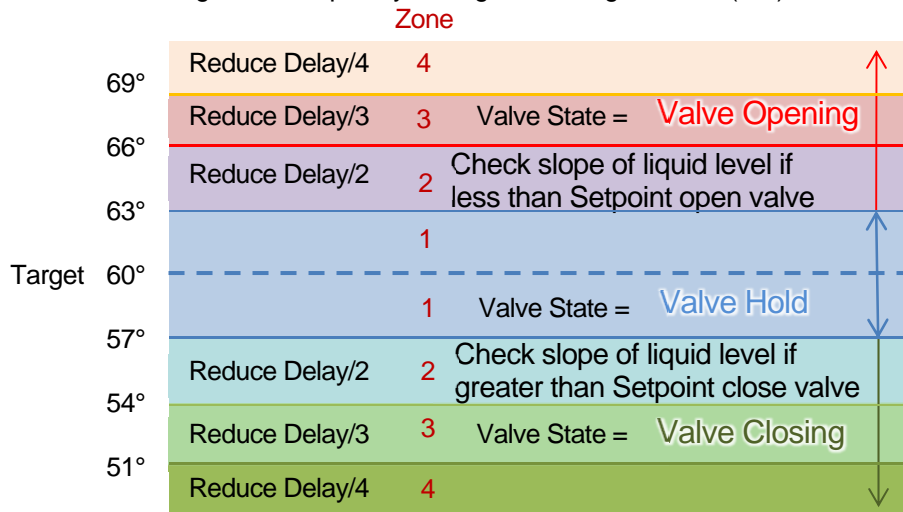 Zone
Reduce Delay/4 4
69°
Reduce Delay/3 3 Valve State = Valve Opening
66°
Reduce Delay/2 2 Check slope of liquid level if
less than Setpoint open valve
63°
1
Target 60°
1 Valve State = Valve Hold
57°
Reduce Delay/2 2 Check slope of liquid level if
greater than Setpoint close valve
54°
Reduce Delay/3 3 Valve State = Valve Closing
51°
Reduce Delay/4 4